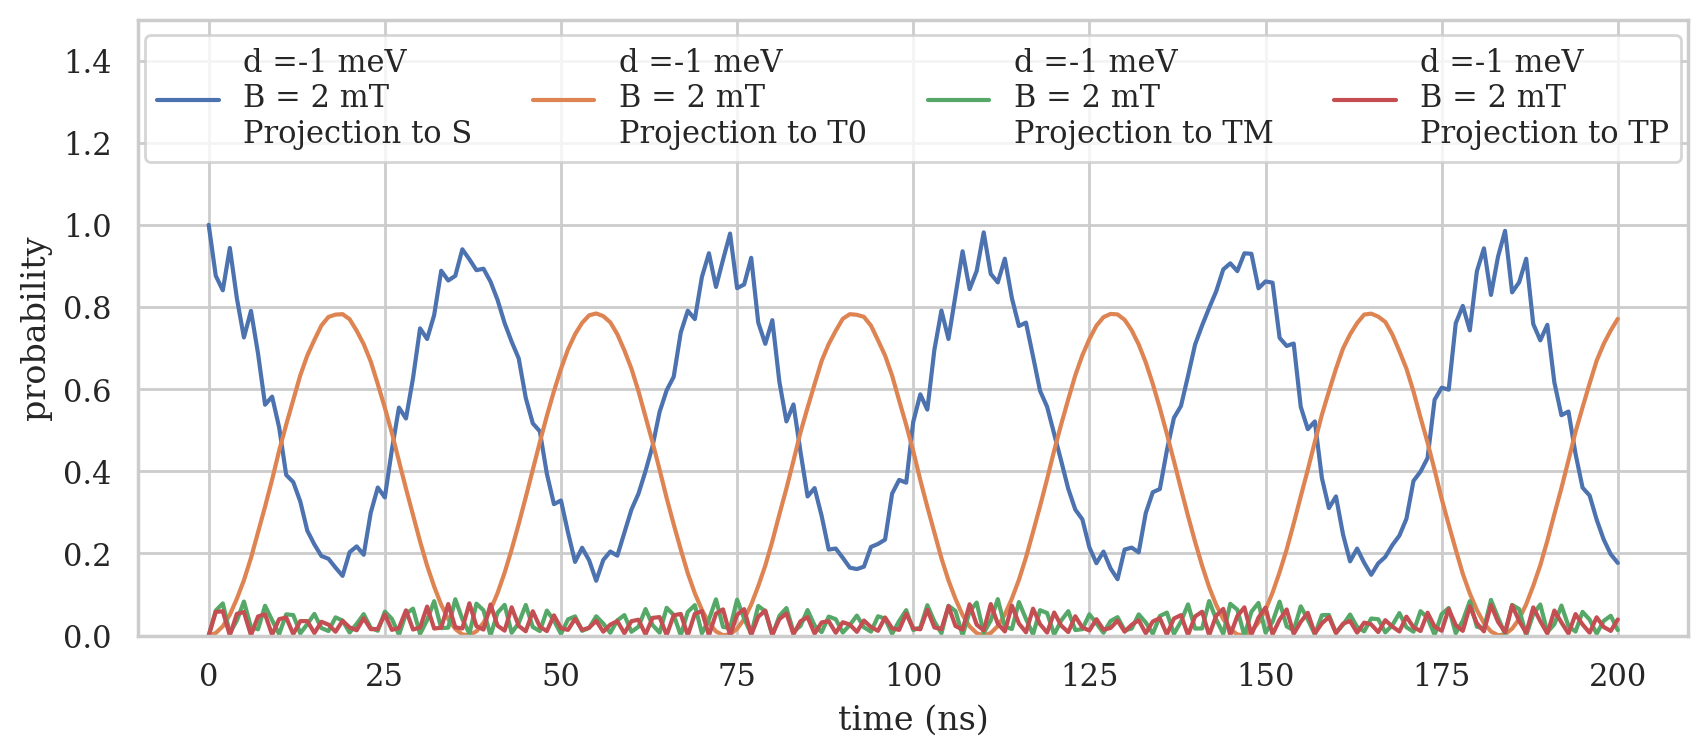 d =-1 meV
B = 2 mT
Projection to S
d =-1 meV
B = 2 mT
Projection to T0
d =-1 meV
B = 2 mT
Projection to TM
d =-1 meV
B = 2 mT
Projection to TP
1.4
1.2
1.0
0.8
0.6
0.4
0.2
0.0
probability
0 25 50 75 100 125 150 175 200
time (ns)